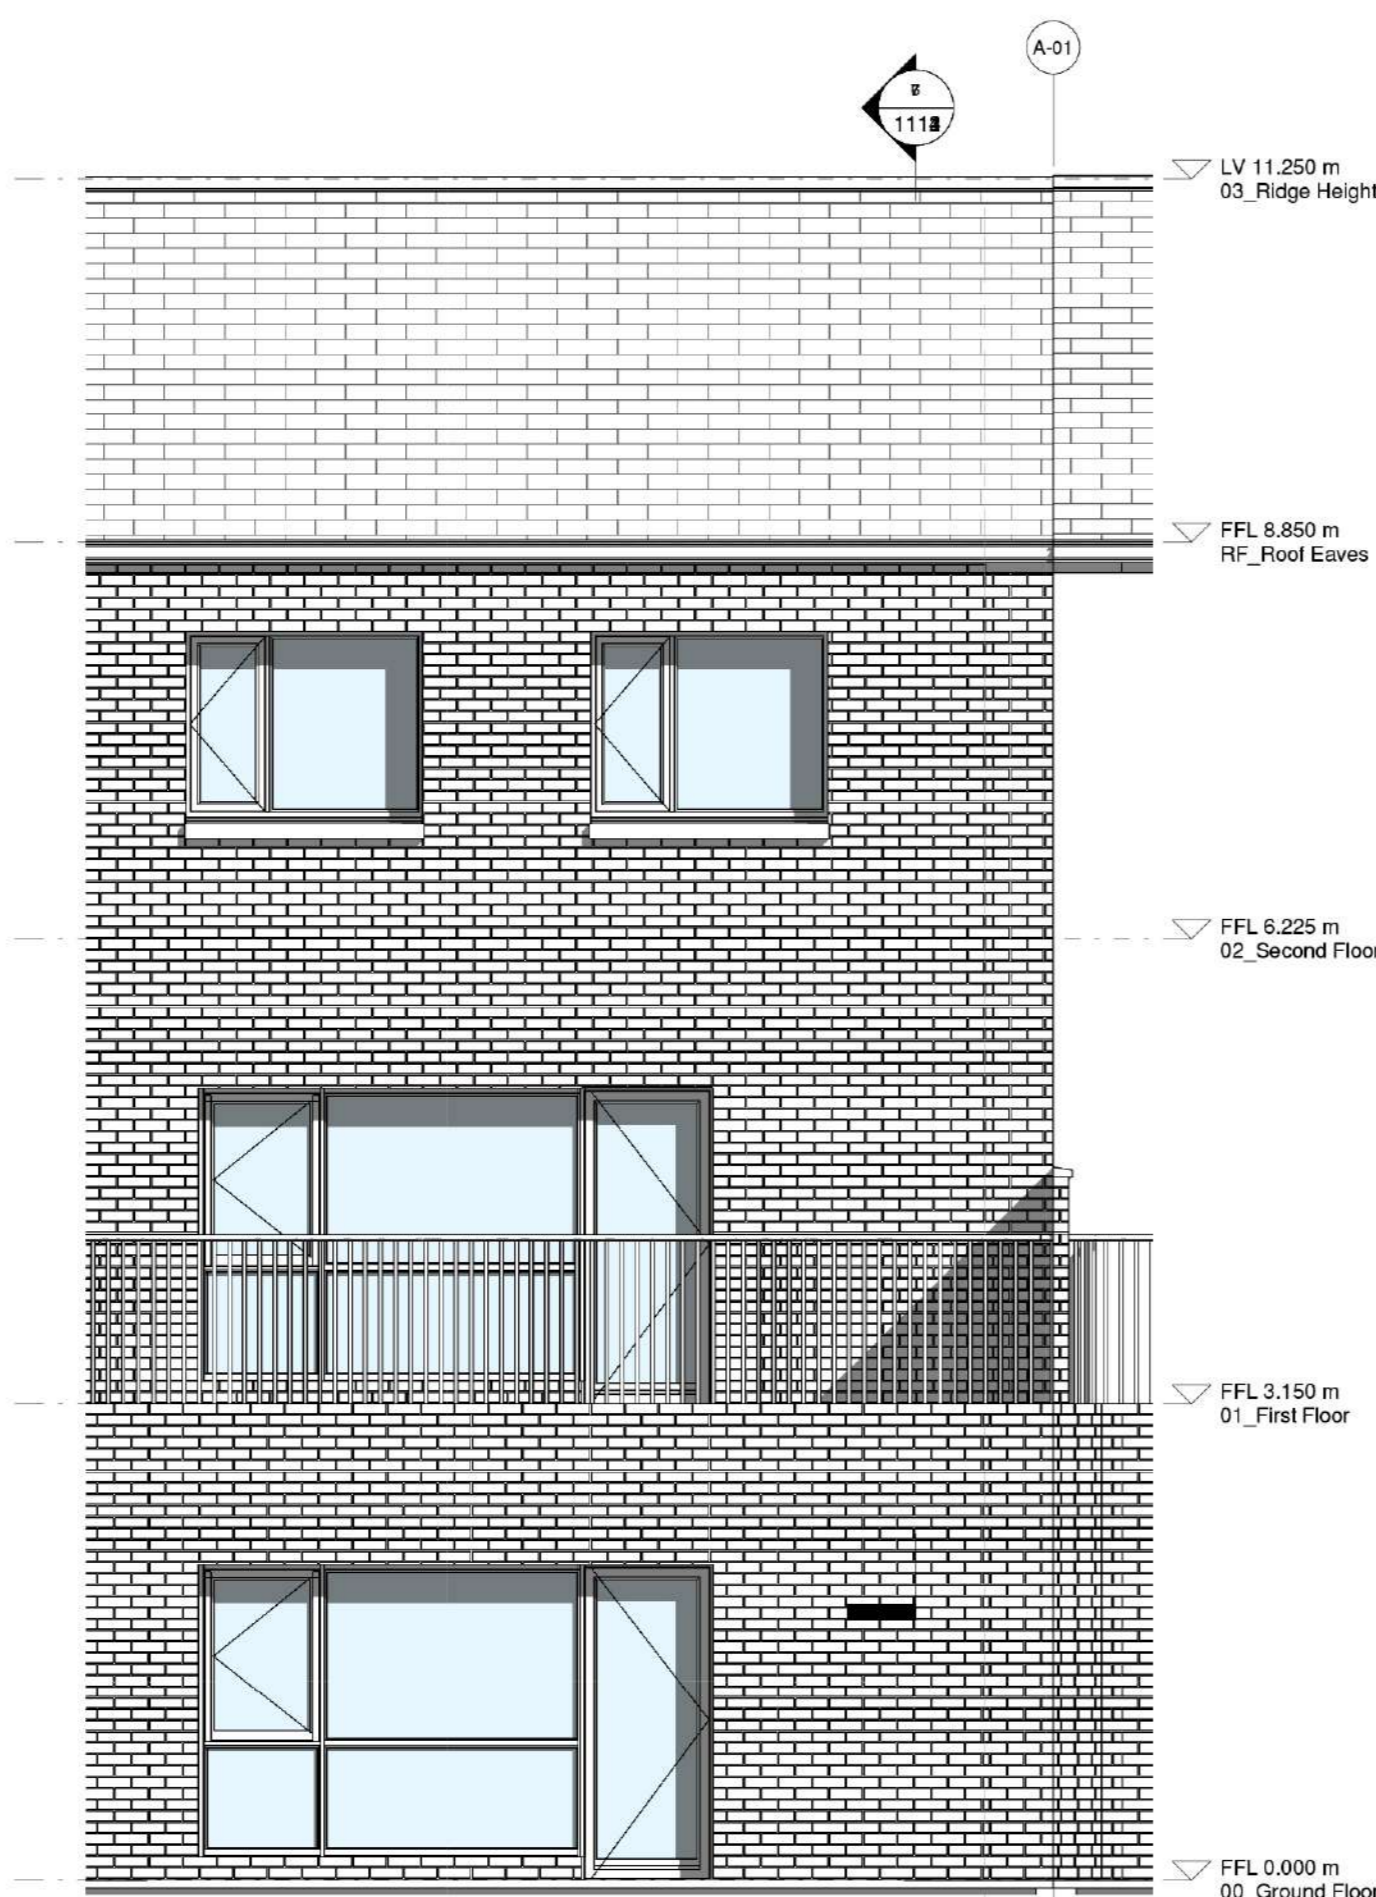 A-01
LV 11.250 m
03_Ridge Height
FFL 8.850 m
RF_Roof Eaves
FFL 6.225 m
02_Second Floor
FFL 3.150 m
01_First Floor
FFL 0.000 m
00_Ground Floor